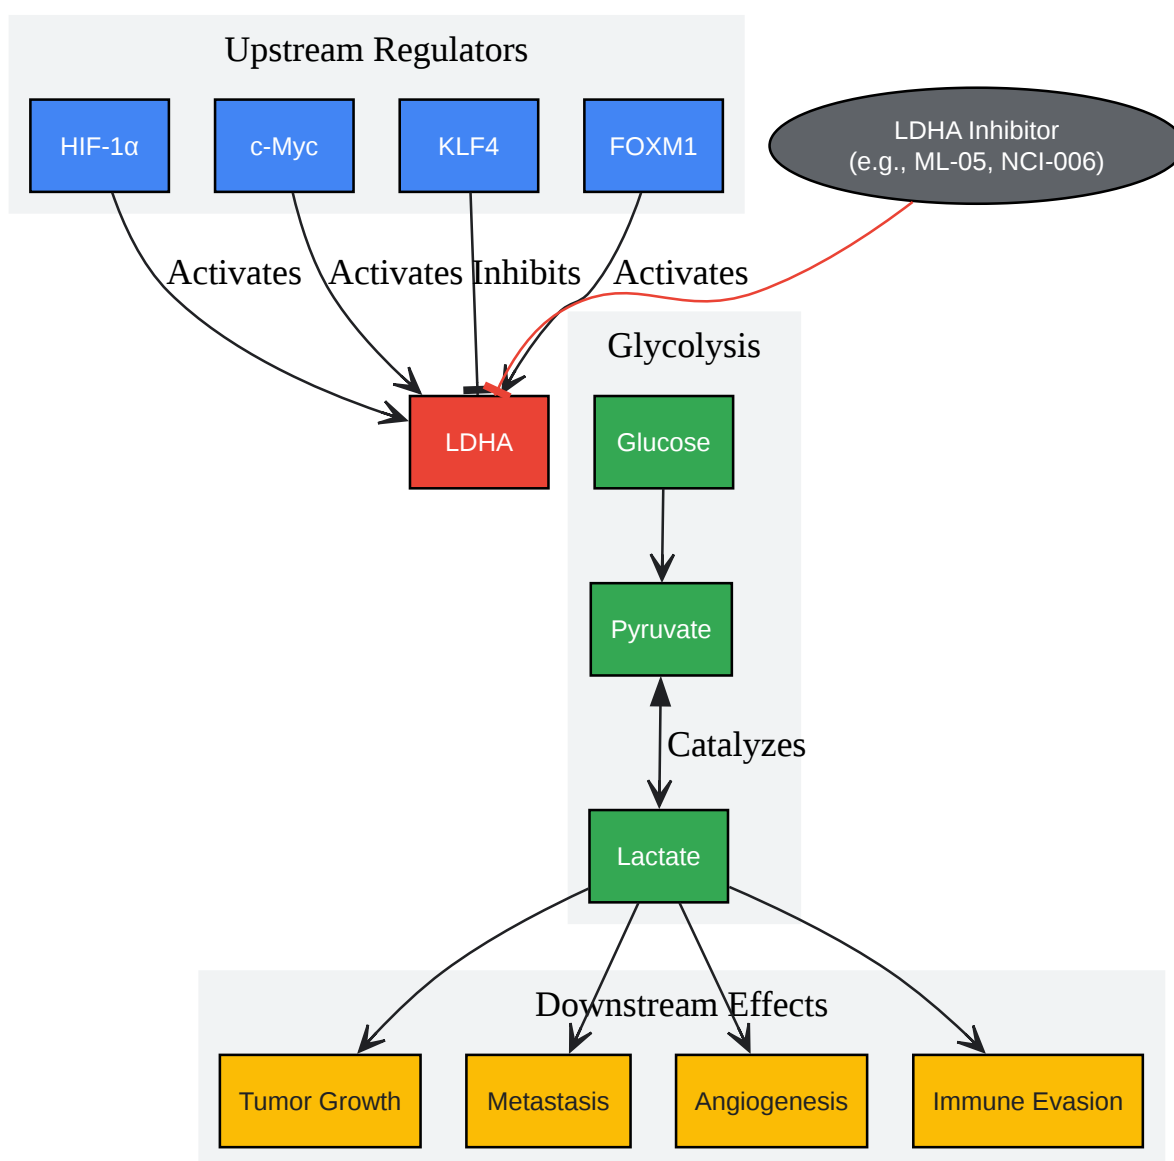 Upstream Regulators
HIF-1α
c-Myc
KLF4
FOXM1
LDHA Inhibitor
(e.g., ML-05, NCI-006)
Activates
Activates
Inhibits
Activates
Glycolysis
LDHA
Glucose
Pyruvate
Catalyzes
Lactate
Downstream Effects
Tumor Growth
Metastasis
Angiogenesis
Immune Evasion